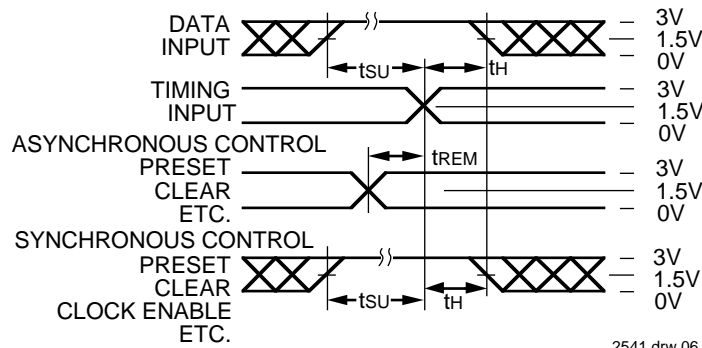 DATA
INPUT
3V
1.5V
0V
tSU
tH
TIMING
INPUT
3V
1.5V
0V
ASYNCHRONOUS CONTROL
PRESET
CLEAR
ETC.
tREM
3V
1.5V
0V
SYNCHRONOUS CONTROL
PRESET
CLEAR
CLOCK ENABLE
ETC.
3V
1.5V
0V
tSU
tH
2541 drw 06